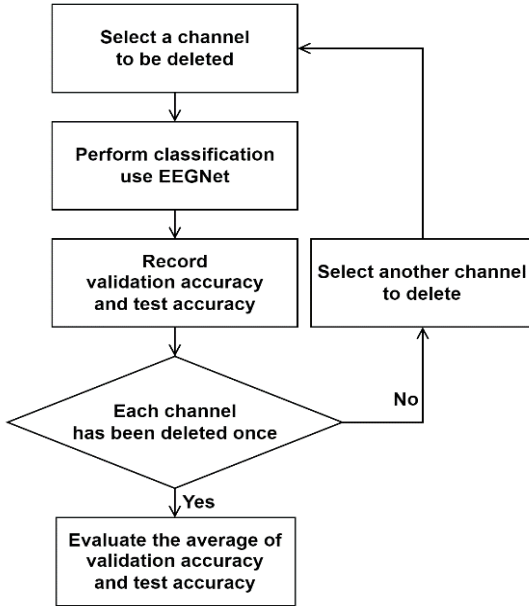 Select a channel
to be deleted
Perform classification
use EEGNet
Record
validation accuracy
and test accuracy
Select another channel
to delete
Each channel
has been deleted once
No
Yes
Evaluate the average of
validation accuracy
and test accuracy